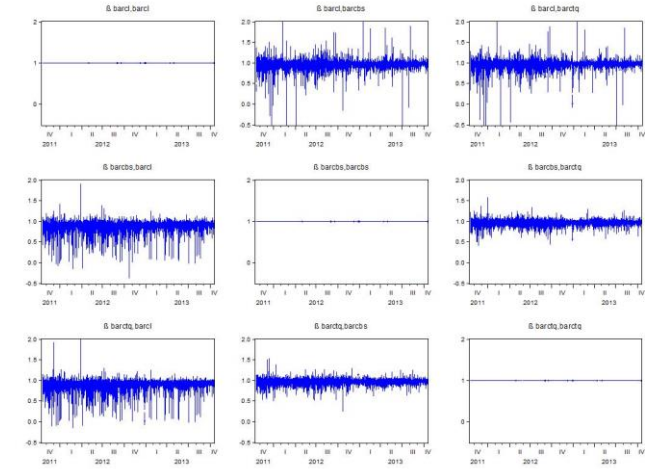 ß barcl,barcl
ß barcl,barcbs
ß barcl,barctq
2
1
0
2.0
1.5
1.0
0.5
0.0
-0.5
2.0
1.5
1.0
0.5
0.0
-0.5
IV I II III IV I II III IV
2011 2012 2013
IV I II III IV I II III IV
2011 2012 2013
IV I II III IV I II III IV
2011 2012 2013
ß barcbs,barcl
ß barcbs,barcbs
ß barcbs,barctq
2.0
1.5
1.0
0.5
0.0
-0.5
2
1
0
2.0
1.5
1.0
0.5
0.0
-0.5
IV I II III IV I II III IV
2011 2012 2013
IV I II III IV I II III IV
2011 2012 2013
IV I II III IV I II III IV
2011 2012 2013
ß barctq,barcl
ß barctq,barcbs
ß barctq,barctq
2.0
1.5
1.0
0.5
0.0
-0.5
2.0
1.5
1.0
0.5
0.0
-0.5
2
1
0
IV I II III IV I II III IV
2011 2012 2013
IV I II III IV I II III IV
2011 2012 2013
IV I II III IV I II III IV
2011 2012 2013